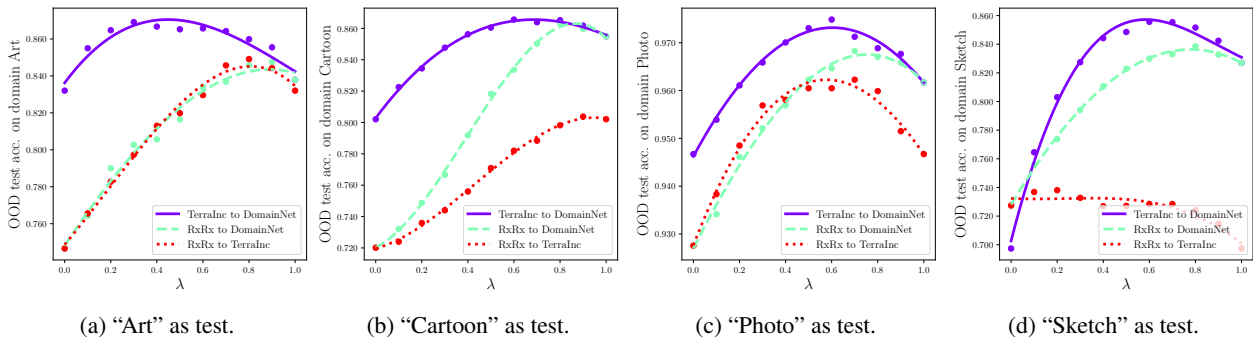 OOD test acc. on domain Art
0.860
0.840
0.820
0.800
0.780
0.760
TerraInc to DomainNet
RxRx to DomainNet
RxRx to TerraInc
0.0 0.2 0.4 0.6 0.8 1.0
λ
(a) “Art” as test.
OOD test acc. on domain Cartoon
0.860
0.840
0.820
0.800
0.780
0.760
0.740
0.720
TerraInc to DomainNet
RxRx to DomainNet
RxRx to TerraInc
0.0 0.2 0.4 0.6 0.8 1.0
λ
(b) “Cartoon” as test.
OOD test acc. on domain Photo
0.970
0.960
0.950
0.940
0.930
TerraInc to DomainNet
RxRx to DomainNet
RxRx to TerraInc
0.0 0.2 0.4 0.6 0.8 1.0
λ
(c) “Photo” as test.
OOD test acc. on domain Sketch
0.860
0.840
0.820
0.800
0.780
0.760
0.740
0.720
0.700
TerraInc to DomainNet
RxRx to DomainNet
RxRx to TerraInc
0.0 0.2 0.4 0.6 0.8 1.0
λ
(d) “Sketch” as test.